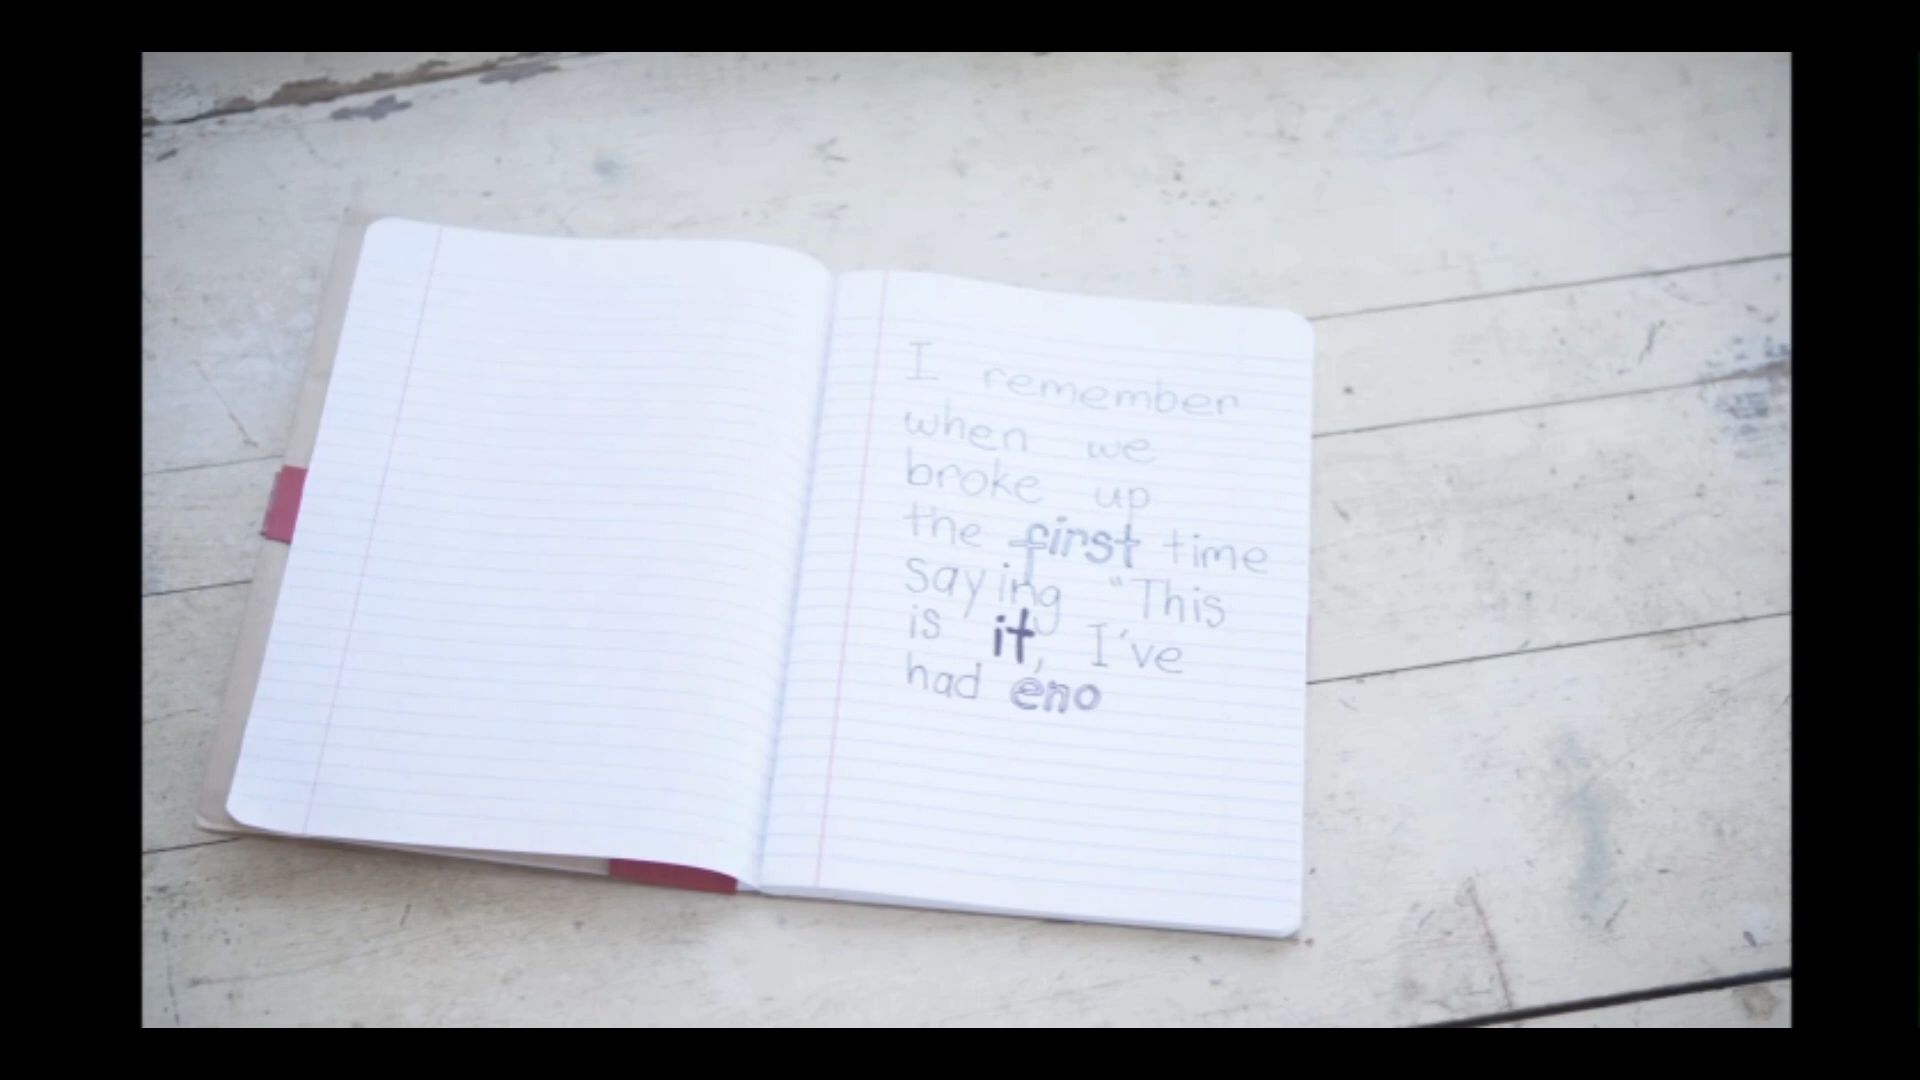 I remember
when we
broke up
the first time
saying "This
is it, I've
had eno